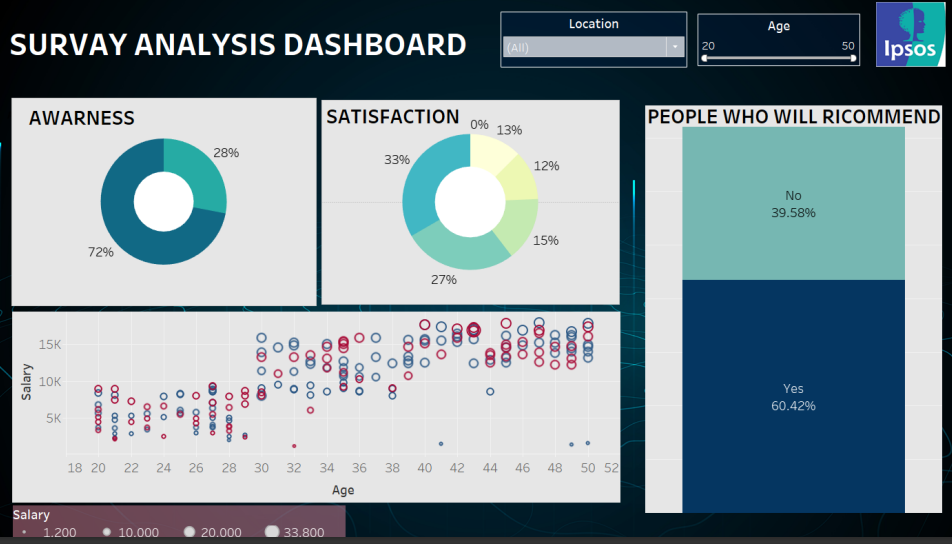 SURVAY ANALYSIS DASHBOARD
Location
(All)
Age
20 50
Ipsos
AWARNESS
28%
72%
SATISFACTION
0%
13%
33%
12%
15%
27%
PEOPLE WHO WILL RICOMMEND
No
39.58%
Yes
60.42%
Salary
15K
10K
5K
18 20 22 24 26 28 30 32 34 36 38 40 42 44 46 48 50 52
Age
Salary
1,200 10,000 20,000 33,800